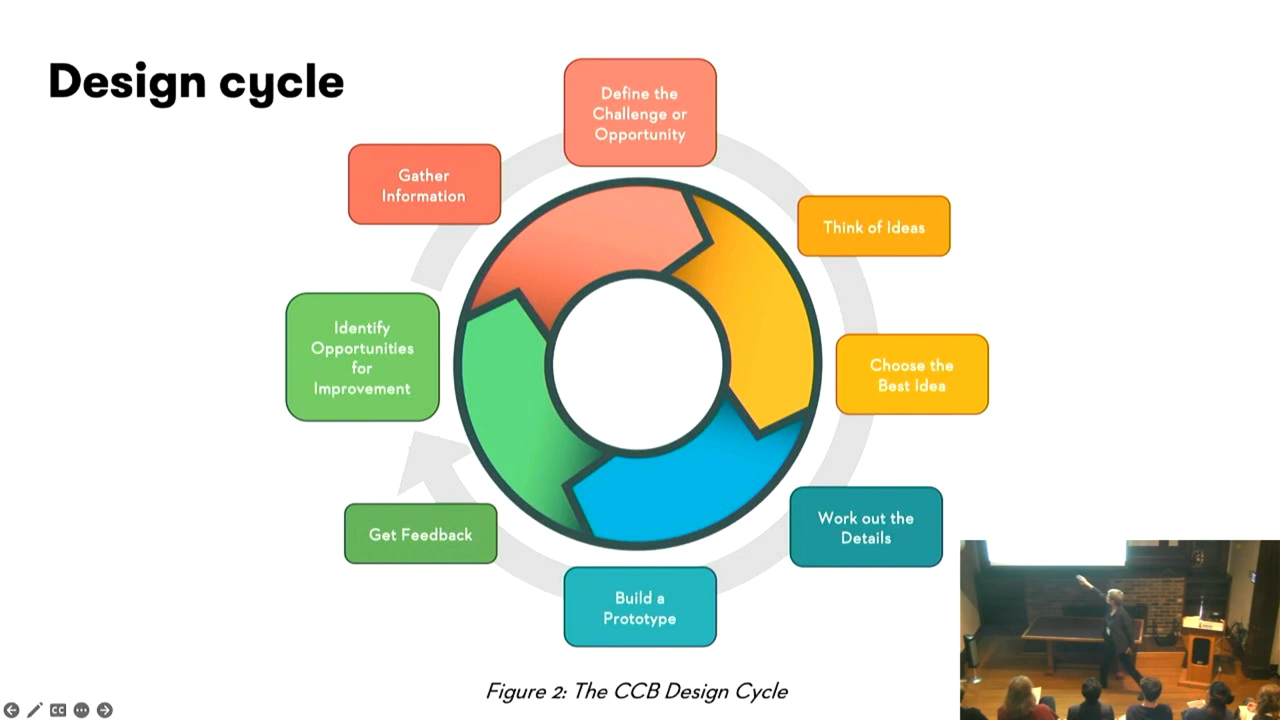 Design cycle
Define the
Challenge or
Opportunity
Gather
Information
Think of Ideas
Identify
Opportunities
for
Improvement
Choose the
Best Idea
Work out the
Details
Get Feedback
Build a
Prototype
Figure 2: The CCB Design Cycle
CC